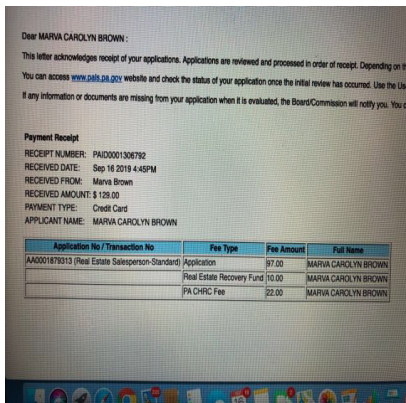 Dear MARVA CAROLYN BROWN :
This letter acknowledges receipt of your applications. Applications are reviewed and processed in order of receipt. Depending on
You can access www.pals.pa.gov website and check the status of your application once the initial review has occurred. Use the
If any information or documents are missing from your application when it is evaluated, the Board/Commission will notify you. You
Payment Receipt
RECEIPT NUMBER: PAID0001306792
RECEIVED DATE: Sep 16 2019 4:45PM
RECEIVED FROM: Marva Brown
RECEIVED AMOUNT: $ 129.00
PAYMENT TYPE: Credit Card
APPLICANT NAME: MARVA CAROLYN BROWN
Application No / Transaction No Fee Type Fee Amount Full Name
AA0001879313 (Real Estate Salesperson-Standard) Application 97.00 MARVA CAROLYN BROWN
Real Estate Recovery Fund 10.00 MARVA CAROLYN BROWN
PA CHRC Fee 22.00 MARVA CAROLYN BROWN